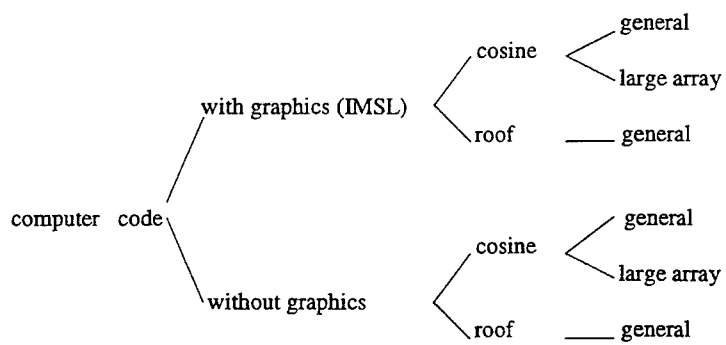 general
cosine
large array
with graphics (IMSL)
roof
general
computer code
general
cosine
large array
without graphics
roof
general